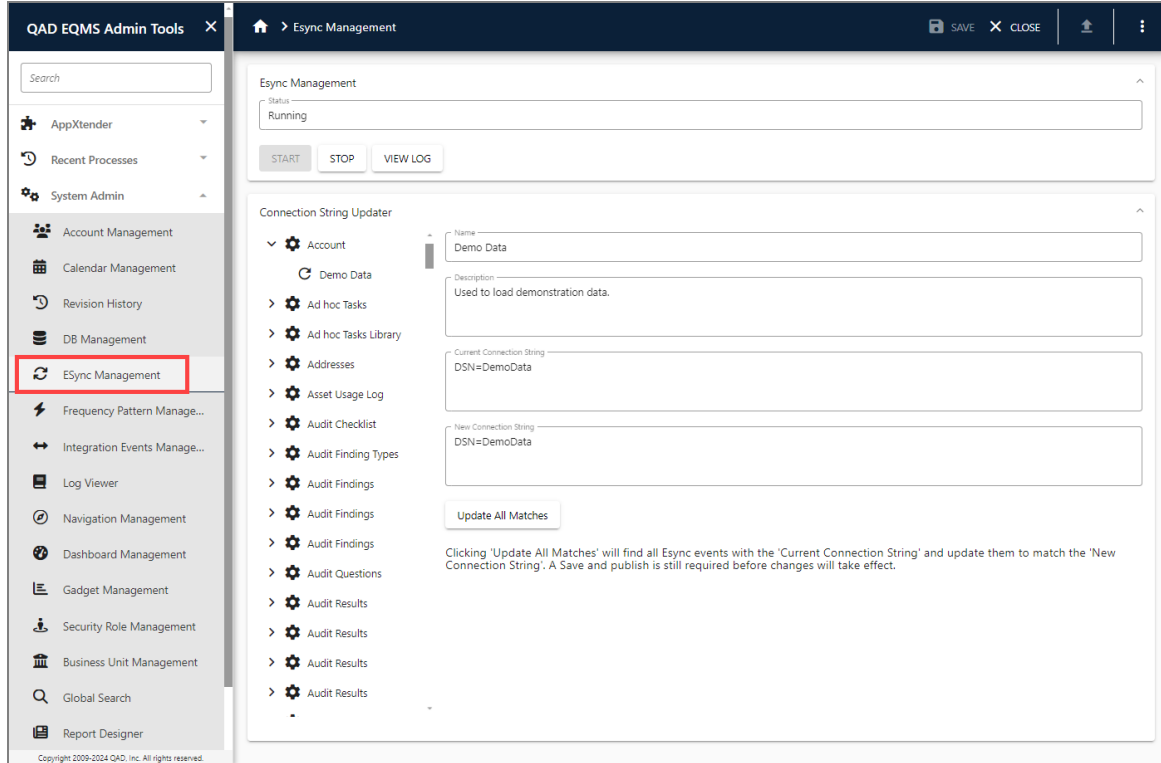 QAD EQMS Admin Tools
Search
AppXtender
Recent Processes
System Admin
Account Management
Calendar Management
Revision History
DB Management
ESync Management
Frequency Pattern Manage...
Integration Events Manage...
Log Viewer
Navigation Management
Dashboard Management
Gadget Management
Security Role Management
Business Unit Management
Global Search
Report Designer
Copyright 2009-2024 QAD, Inc. All rights reserved.
Esync Management
SAVE
CLOSE
Esync Management
Status
Running
START
STOP
VIEW LOG
Connection String Updater
Account
Demo Data
Ad hoc Tasks
Ad hoc Tasks Library
Addresses
Asset Usage Log
Audit Checklist
Audit Finding Types
Audit Findings
Audit Findings
Audit Findings
Audit Questions
Audit Results
Audit Results
Audit Results
Audit Results
Name
Demo Data
Description
Used to load demonstration data.
Current Connection String
DSN=DemoData
New Connection String
DSN=DemoData
Update All Matches
Clicking 'Update All Matches' will find all Esync events with the 'Current Connection String' and update them to match the 'New
Connection String'. A Save and publish is still required before changes will take effect.